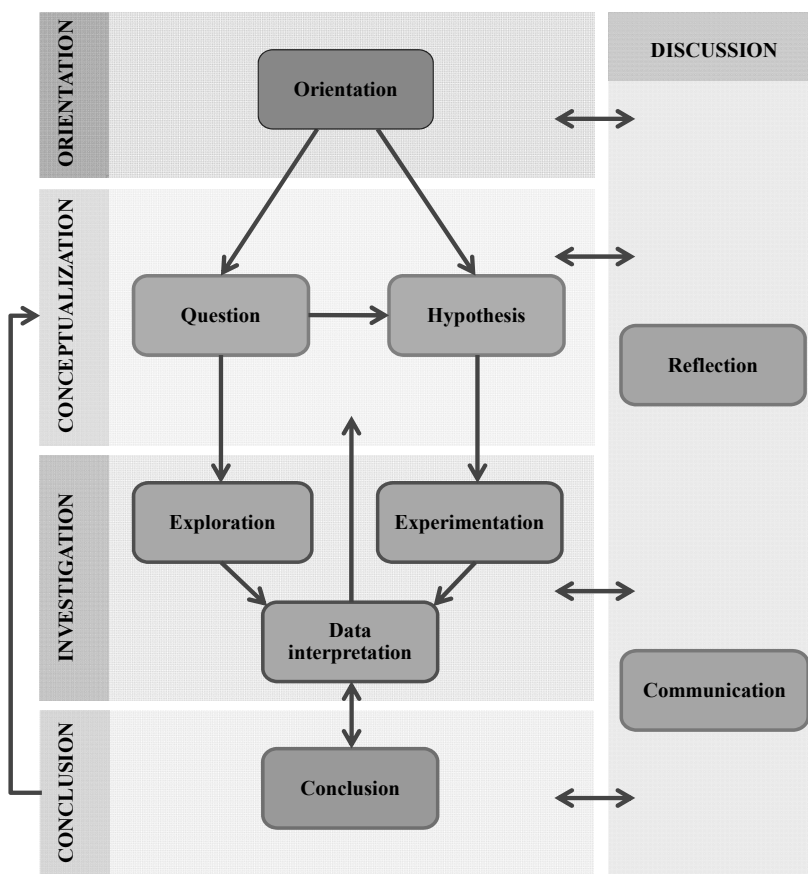 ORIENTATION
Orientation
DISCUSSION
CONCEPTUALIZATION
Question
Hypothesis
Reflection
INVESTIGATION
Exploration
Experimentation
Data
interpretation
Communication
CONCLUSION
Conclusion